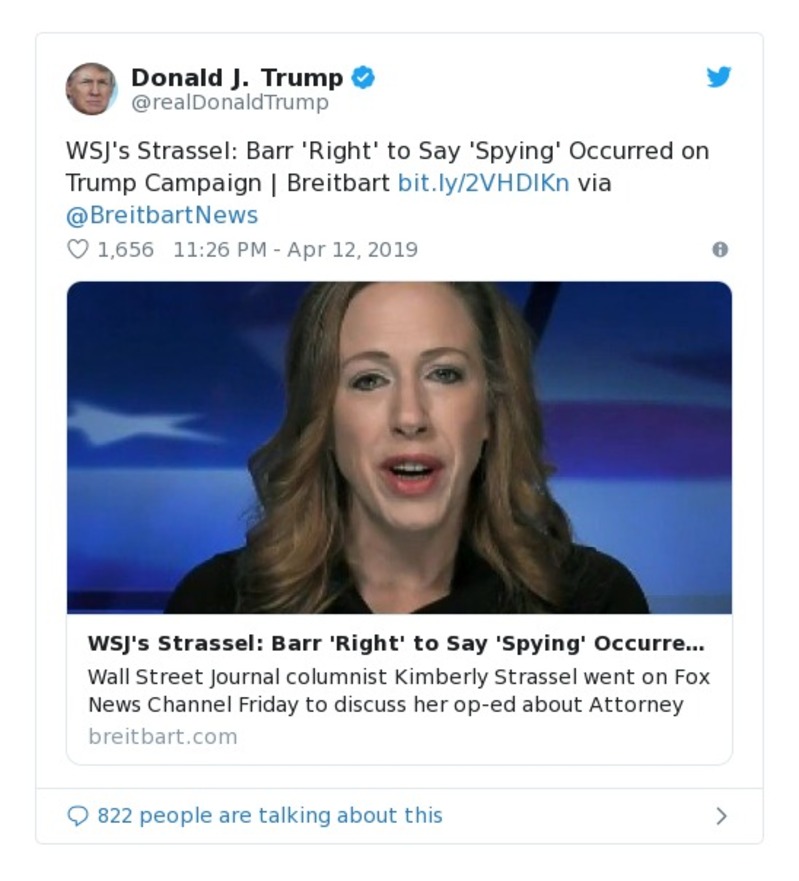 Donald J. Trump
@realDonaldTrump
WSJ's Strassel: Barr 'Right' to Say 'Spying' Occurred on
Trump Campaign | Breitbart bit.ly/2VHDIKn via
@BreitbartNews
1,656 11:26 PM - Apr 12, 2019
WSJ's Strassel: Barr 'Right' to Say 'Spying' Occurre...
Wall Street Journal columnist Kimberly Strassel went on Fox
News Channel Friday to discuss her op-ed about Attorney
breitbart.com
822 people are talking about this